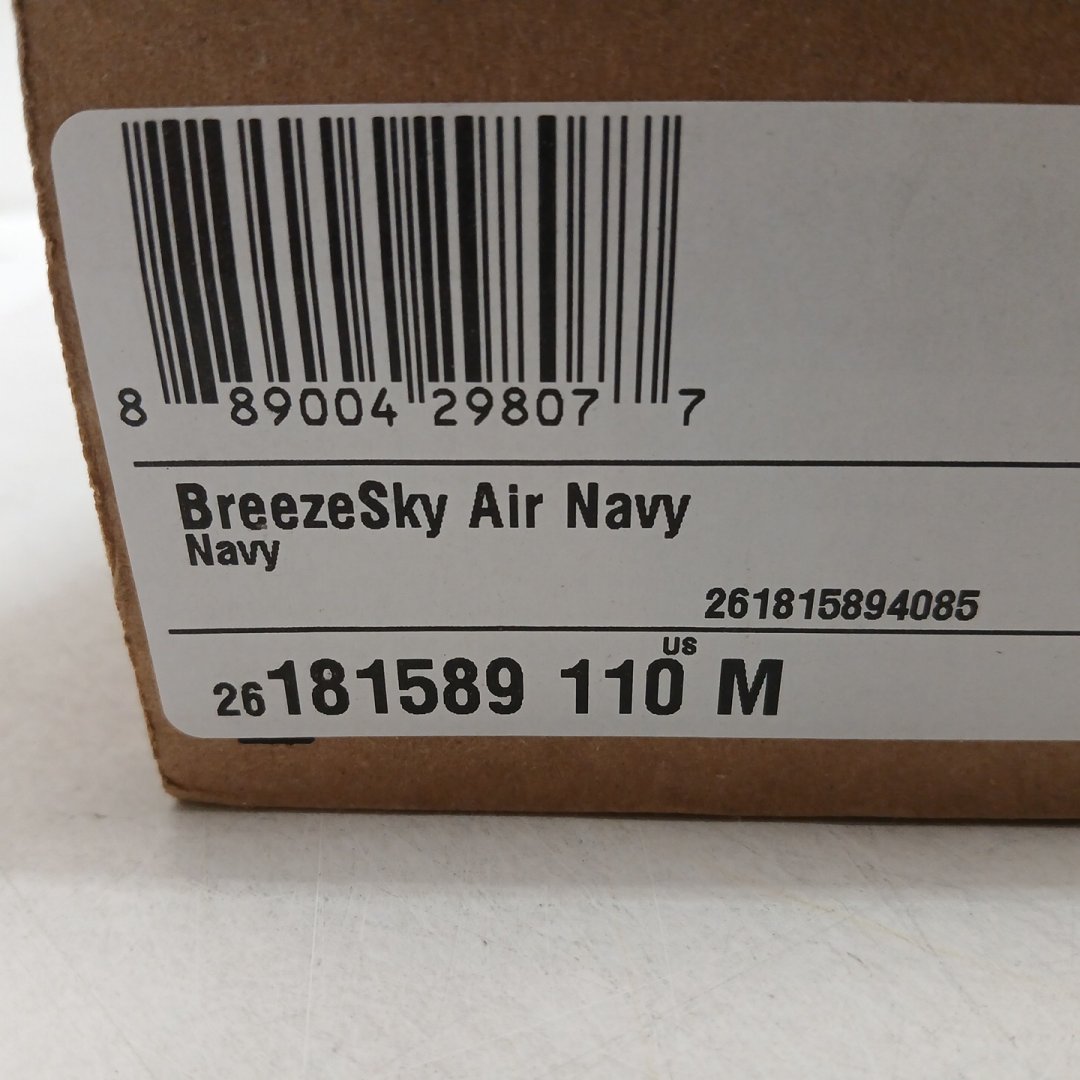 8 89004 29807 7
BreezeSky Air Navy
Navy
261815894085
US
26181589 110 M